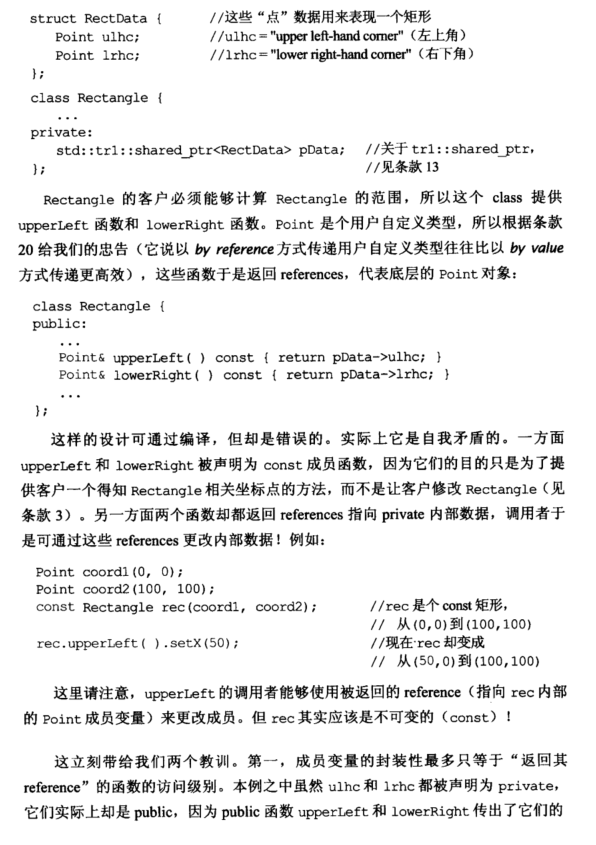 struct RectData { //这些“点”数据用来表现一个矩形
Point ulhc; //ulhc = "upper left-hand corner"（左上角）
Point lrhc; //lrhc = "lower right-hand corner"（右下角）
};
class Rectangle {
...
private:
std::tr1::shared_ptr<RectData> pData; //关于 tr1::shared_ptr,
}; //见条款 13
Rectangle 的客户必须能够计算 Rectangle 的范围，所以这个 class 提供
upperLeft 函数和 lowerRight 函数。Point 是个用户自定义类型，所以根据条款
20 给我们的忠告（它说以 by reference 方式传递用户自定义类型往往比以 by value
方式传递更高效），这些函数于是返回 references，代表底层的 Point 对象：
class Rectangle {
public:
...
Point& upperLeft( ) const { return pData->ulhc; }
Point& lowerRight( ) const { return pData->lrhc; }
...
};
这样的设计可通过编译，但却是错误的。实际上它是自我矛盾的。一方面
upperLeft 和 lowerRight 被声明为 const 成员函数，因为它们的目的只是为了提
供客户一个得知 Rectangle 相关坐标点的方法，而不是让客户修改 Rectangle（见
条款 3）。另一方面两个函数却都返回 references 指向 private 内部数据，调用者于
是可通过这些 references 更改内部数据！例如：
Point coord1(0, 0);
Point coord2(100, 100);
const Rectangle rec(coord1, coord2); //rec 是个 const 矩形，
// 从(0,0)到(100,100)
rec.upperLeft( ).setX(50); //现在 rec 却变成
// 从(50,0)到(100,100)
这里请注意，upperLeft 的调用者能够使用被返回的 reference（指向 rec 内部
的 Point 成员变量）来更改成员。但 rec 其实应该是不可变的（const）！
这立刻带给我们两个教训。第一，成员变量的封装性最多只等于“返回其
reference”的函数的访问级别。本例之中虽然 ulhc 和 lrhc 都被声明为 private，
它们实际上却是 public，因为 public 函数 upperLeft 和 lowerRight 传出了它们的